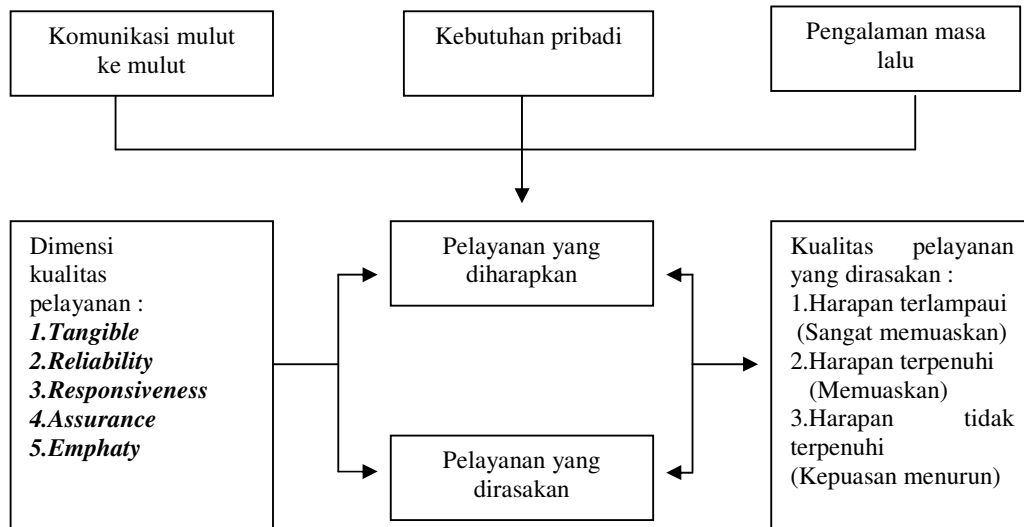 Komunikasi mulut
ke mulut
Kebutuhan pribadi
Pengalaman masa
lalu
Dimensi
kualitas
pelayanan :
1.Tangible
2.Reliability
3.Responsiveness
4.Assurance
5.Emphaty
Pelayanan yang
diharapkan
Pelayanan yang
dirasakan
Kualitas pelayanan
yang dirasakan :
1.Harapan terlampaui
(Sangat memuaskan)
2.Harapan terpenuhi
(Memuaskan)
3.Harapan tidak
terpenuhi
(Kepuasan menurun)